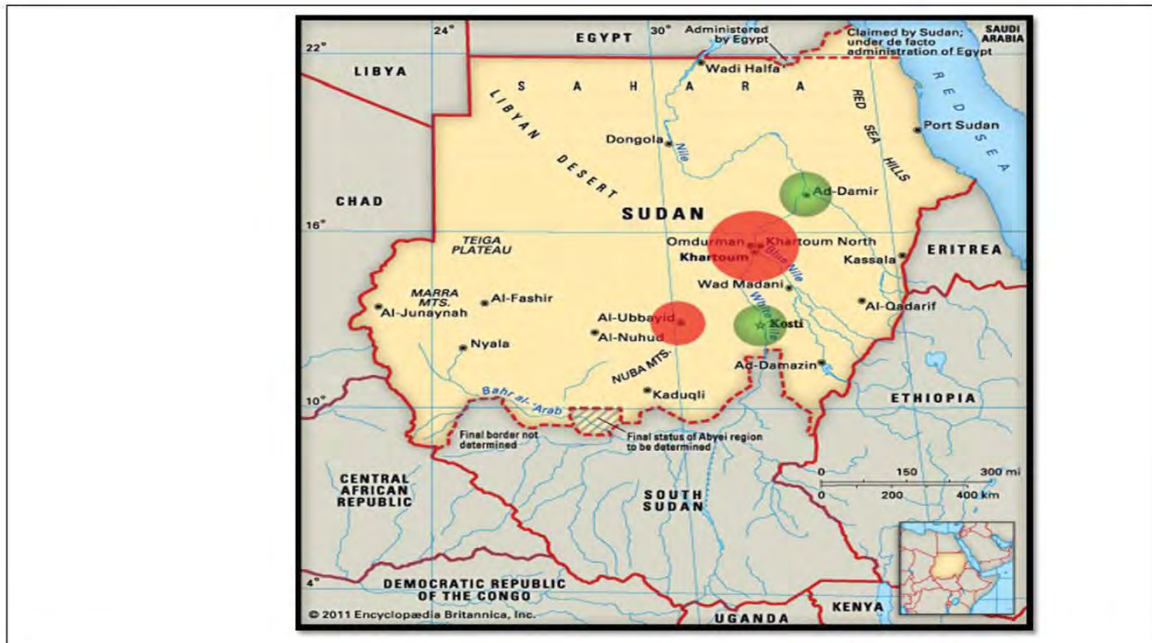 24°
30°
EGYPT
Administered
by Egypt
Claimed by Sudan;
under de facto
administration of Egypt
SAUDI
ARABIA
22°
LIBYA
Wadi Halfa
SAHARA
LIBYAN DESERT
RED SEA HILLS
RED SEA
Port Sudan
Dongola
Nile
Ad-Damir
CHAD
SUDAN
16°
TEIGA
PLATEAU
Omdurman
Khartoum North
Khartoum
Blue Nile
ERITREA
Kassala
Wad Madani
MARRA
MTS.
Al-Fashir
Al-Junaynah
White Nile
Al-Qadarif
Al-Ubbayid
Kosti
Al-Nuhud
Nyala
NUBA MTS.
Ad-Damazin
Kaduqli
Bahr al-'Arab
10°
ETHIOPIA
Final border not
determined
Final status of Abyei region
to be determined
0 150 300 mi
0 200 400 km
CENTRAL
AFRICAN
REPUBLIC
SOUTH
SUDAN
4°
DEMOCRATIC REPUBLIC
OF THE CONGO
UGANDA
KENYA
© 2011 Encyclopædia Britannica, Inc.